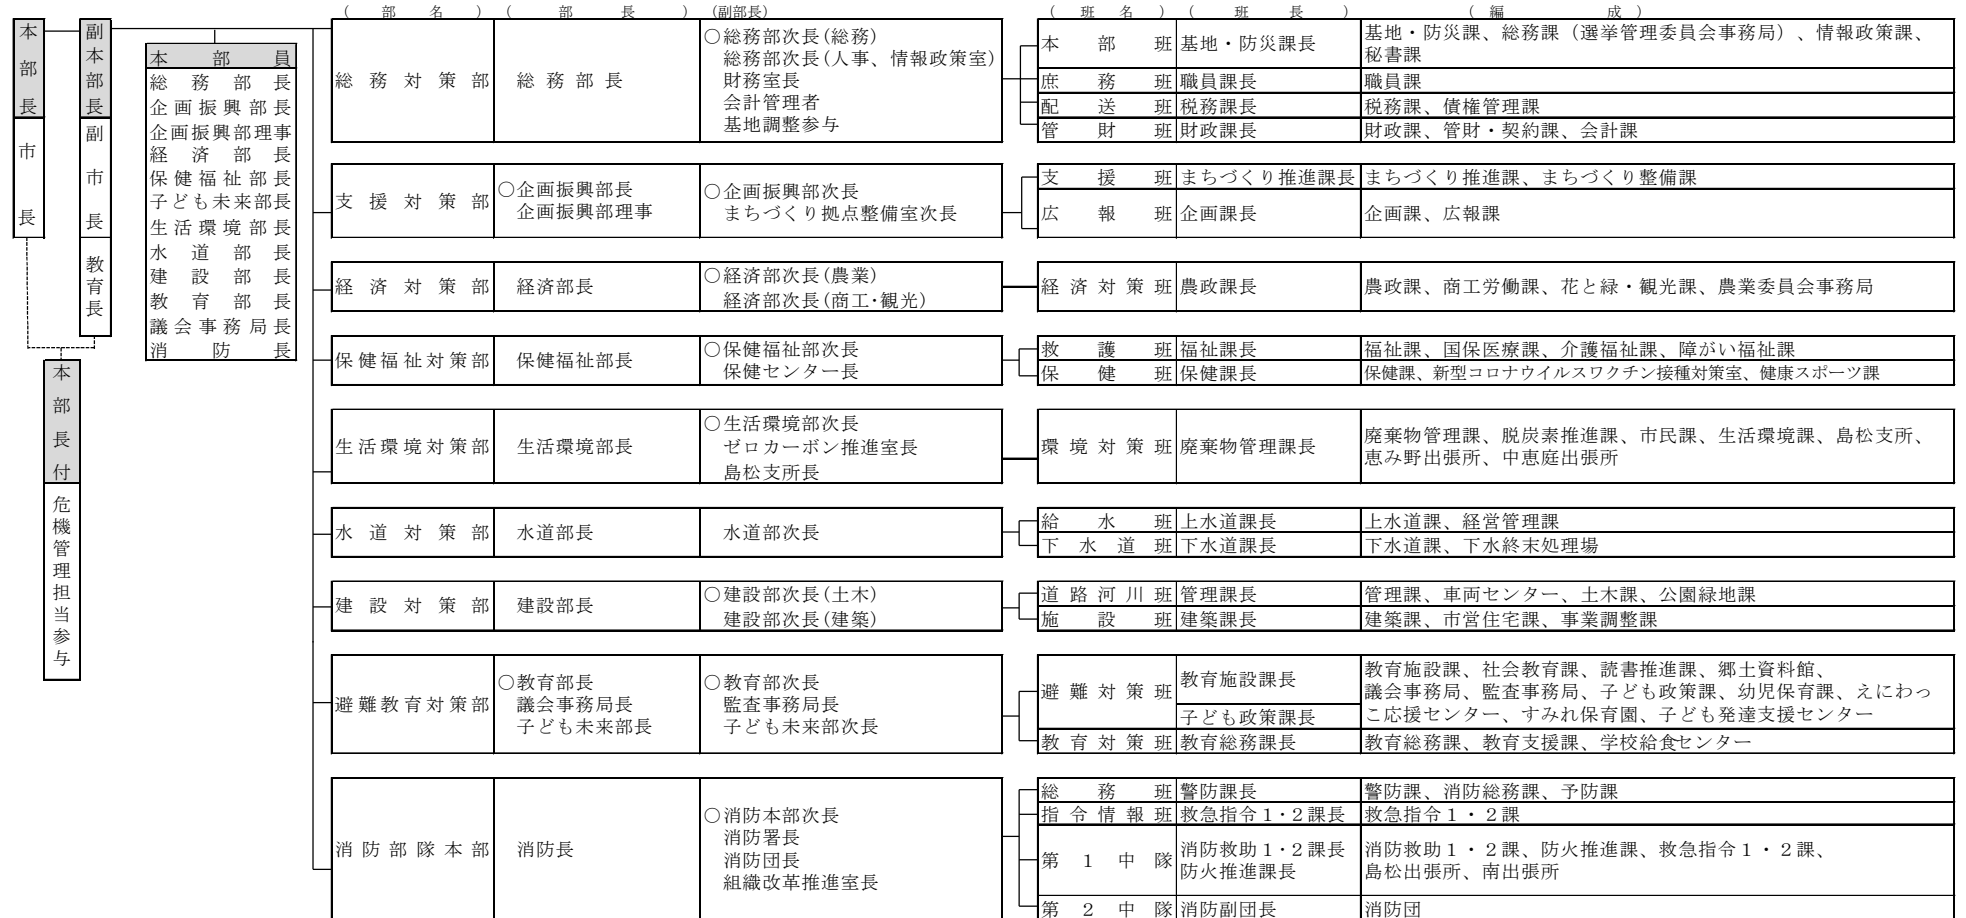 （部名）（部長）（副部長）（班名）（班長）（編成）
本部長
市長
副本部長
副市長
教育長
本部員
総務部長
企画振興部長
企画振興部理事
経済部長
保健福祉部長
子ども未来部長
生活環境部長
水道部長
建設部長
教育部長
議会事務局長
消防長
本部長付
危機管理担当参与
総務対策部
総務部長
○総務部次長(総務)
総務部次長(人事、情報政策室)
財務室長
会計管理者
基地調整参与
本部班 基地・防災課長 基地・防災課、総務課（選挙管理委員会事務局）、情報政策課、
秘書課
庶務班 職員課長 職員課
配送班 税務課長 税務課、債権管理課
管財班 財政課長 財政課、管財・契約課、会計課
支援対策部
○企画振興部長
企画振興部理事
○企画振興部次長
まちづくり拠点整備室次長
支援班 まちづくり推進課長 まちづくり推進課、まちづくり整備課
広報班 企画課長 企画課、広報課
経済対策部
経済部長
○経済部次長(農業)
経済部次長(商工･観光)
経済対策班 農政課長 農政課、商工労働課、花と緑・観光課、農業委員会事務局
保健福祉対策部
保健福祉部長
○保健福祉部次長
保健センター長
救護班 福祉課長 福祉課、国保医療課、介護福祉課、障がい福祉課
保健班 保健課長 保健課、新型コロナウイルスワクチン接種対策室、健康スポーツ課
生活環境対策部
生活環境部長
○生活環境部次長
ゼロカーボン推進室長
島松支所長
環境対策班 廃棄物管理課長 廃棄物管理課、脱炭素推進課、市民課、生活環境課、島松支所、
恵み野出張所、中恵庭出張所
水道対策部
水道部長
水道部次長
給水班 上水道課長 上水道課、経営管理課
下水道班 下水道課長 下水道課、下水終末処理場
建設対策部
建設部長
○建設部次長(土木)
建設部次長(建築)
道路河川班 管理課長 管理課、車両センター、土木課、公園緑地課
施設班 建築課長 建築課、市営住宅課、事業調整課
避難教育対策部
○教育部長
議会事務局長
子ども未来部長
○教育部次長
監査事務局長
子ども未来部次長
避難対策班
教育施設課長
子ども政策課長
教育施設課、社会教育課、読書推進課、郷土資料館、
議会事務局、監査事務局、子ども政策課、幼児保育課、えにわっ
こ応援センター、すみれ保育園、子ども発達支援センター
教育対策班 教育総務課長 教育総務課、教育支援課、学校給食センター
消防部隊本部
消防長
○消防本部次長
消防署長
消防団長
組織改革推進室長
総務班 警防課長 警防課、消防総務課、予防課
指令情報班 救急指令１･２課長 救急指令１・２課
第１中隊
消防救助１･２課長
防火推進課長
消防救助１・２課、防火推進課、救急指令１・２課、
島松出張所、南出張所
第２中隊 消防副団長 消防団